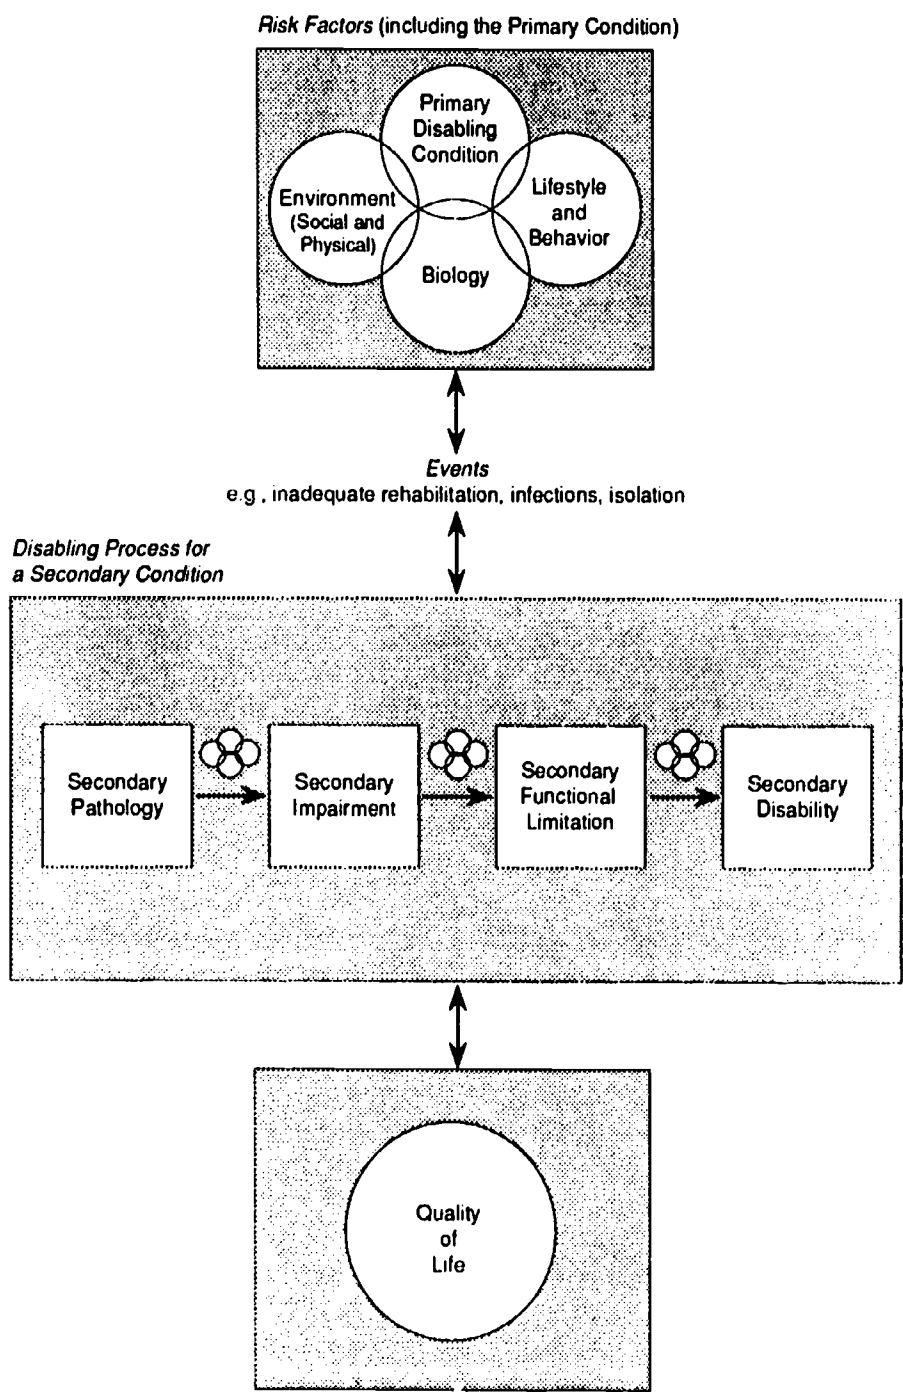 Risk Factors (including the Primary Condition)
Primary
Disabling
Condition
Environment
(Social and
Physical)
Lifestyle
and
Behavior
Biology
Events
e.g., inadequate rehabilitation, infections, isolation
Disabling Process for
a Secondary Condition
Secondary
Pathology
Secondary
Impairment
Secondary
Functional
Limitation
Secondary
Disability
Quality
of
Life